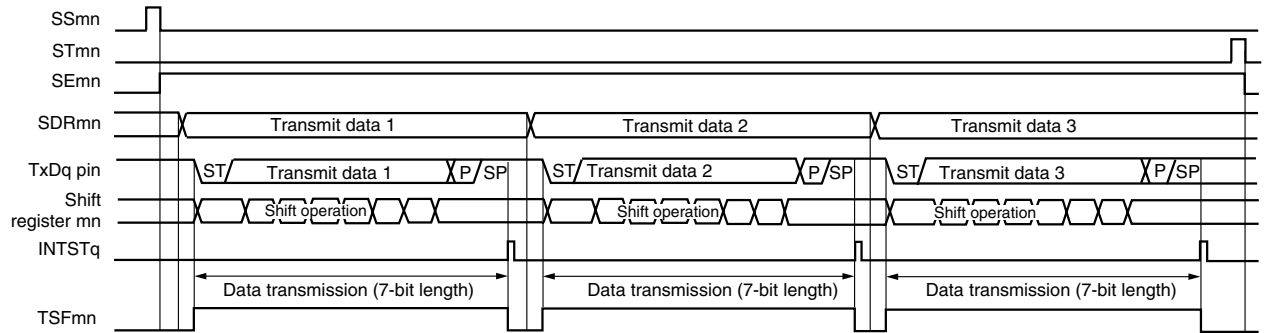 SSmn
STmn
SEmn
SDRmn Transmit data 1 Transmit data 2 Transmit data 3
TxDq pin ST Transmit data 1 P SP ST Transmit data 2 P SP ST Transmit data 3 P SP
Shift
register mn Shift operation Shift operation Shift operation
INTSTq
Data transmission (7-bit length) Data transmission (7-bit length) Data transmission (7-bit length)
TSFmn